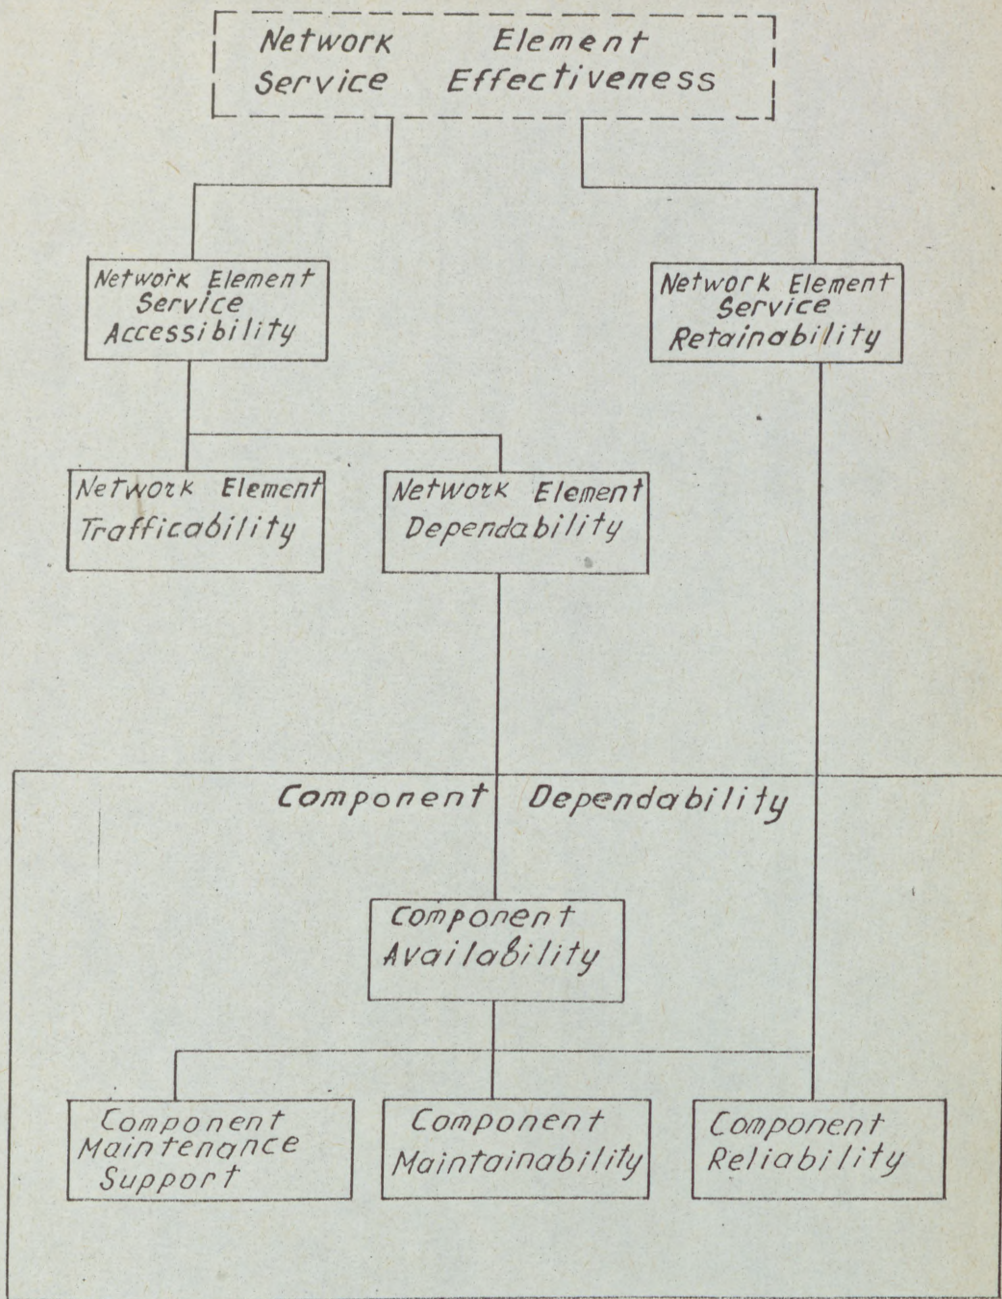 Network Element
Service Effectiveness
Network Element
Service
Accessibility
Network Element
Service
Retainability
Network Element
Trafficability
Network Element
Dependability
Component Dependability
Component
Availability
Component
Maintenance
Support
Component
Maintainability
Component
Reliability